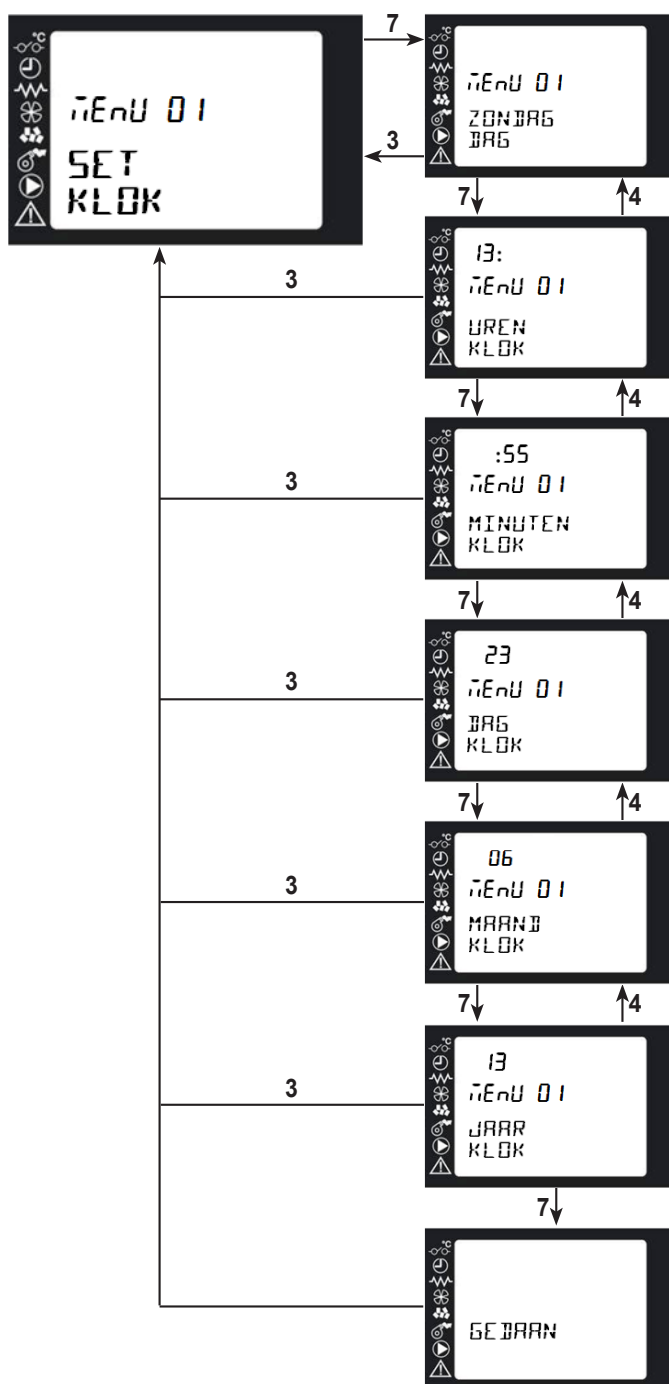 7
MEnU 01
SET
KLOK
°C
MEnU 01
ZONDAG
DAG
3
7
4
13:
MEnU 01
UREN
KLOK
3
7
4
:55
MEnU 01
MINUTEN
KLOK
3
7
4
23
MEnU 01
DAG
KLOK
3
7
4
06
MEnU 01
MAAND
KLOK
3
7
4
13
MEnU 01
JAAR
KLOK
3
7
GEDAAN